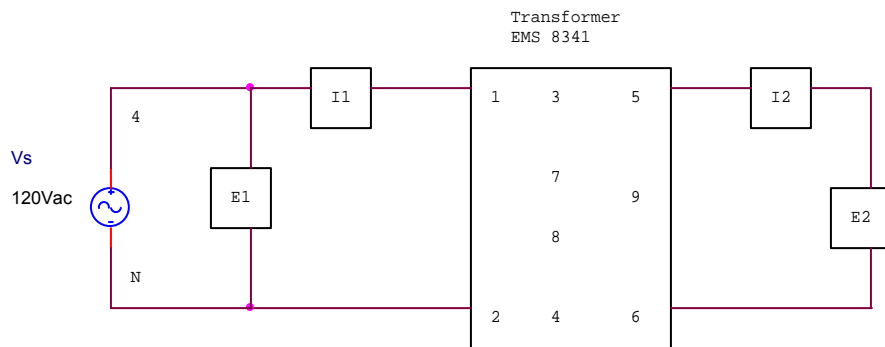 Transformer
EMS 8341
I1
1 3 5
I2
4
Vs
120Vac
E1
7
9
8
E2
N
2 4 6